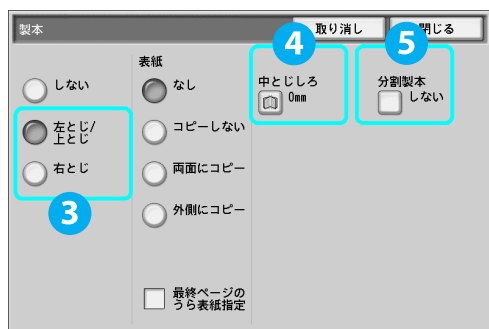 製本
取り消し
閉じる
4
5
しない
左とじ/
上とじ
右とじ
3
表紙
なし
コピーしない
両面にコピー
外側にコピー
最終ページの
うら表紙指定
中とじしろ
0mm
分割製本
しない